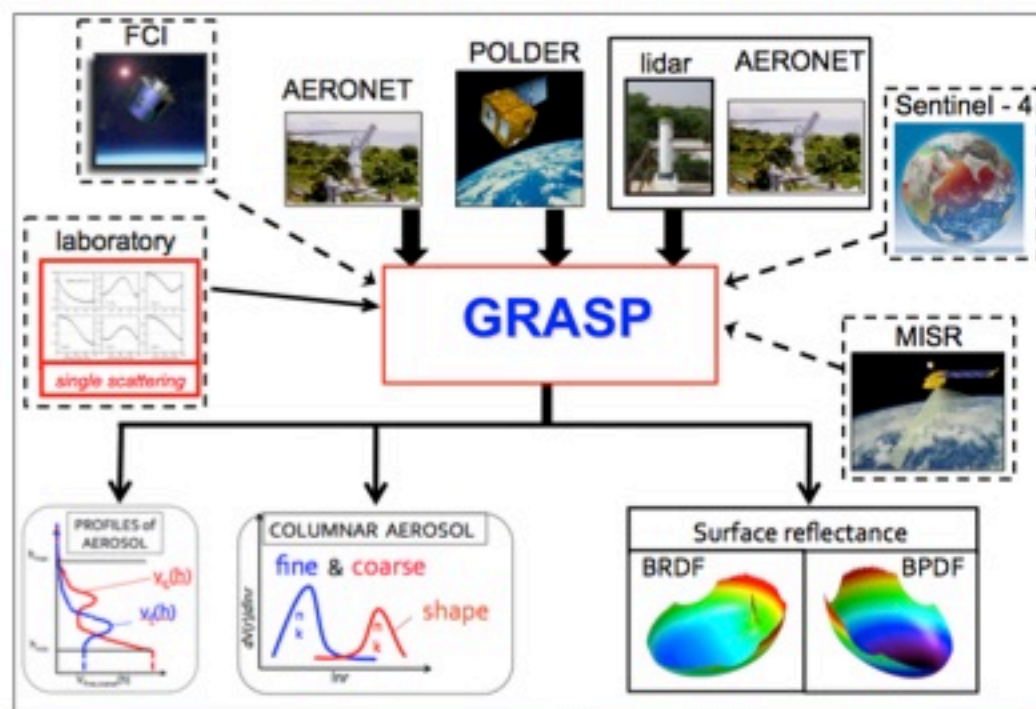 FCI
AERONET
POLDER
lidar
AERONET
Sentinel - 4
laboratory
single scattering
GRASP
MISR
PROFILES of
AEROSOL
COLUMNAR AEROSOL
fine & coarse
shape
n
k
n
k
lnr
Surface reflectance
BRDF
BPDF